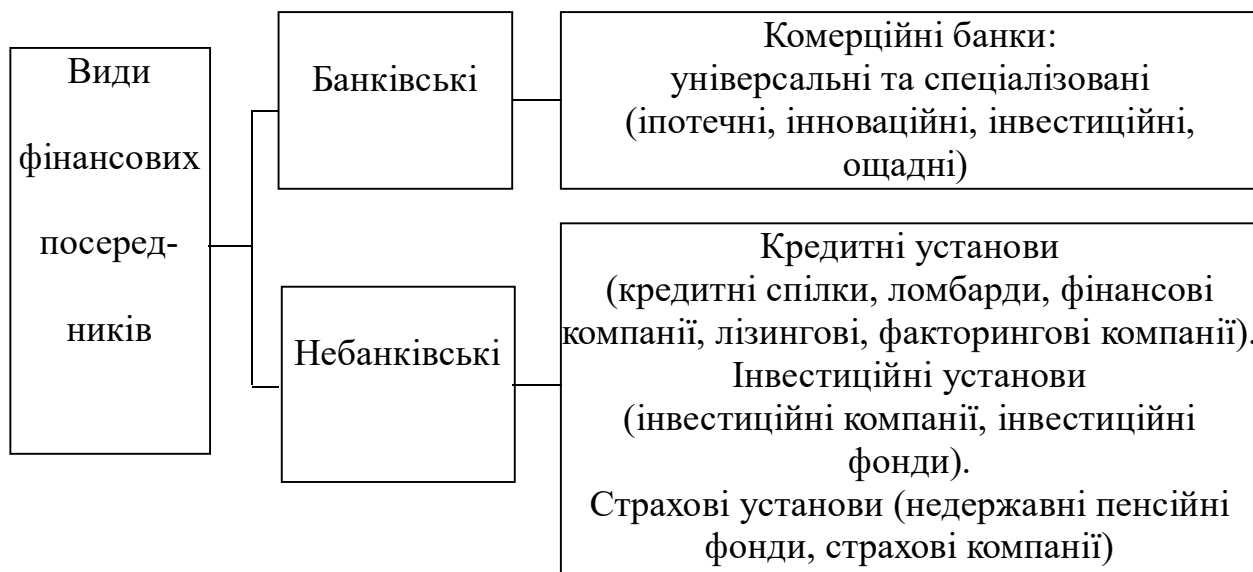 Види
фінансових
посеред-
ників
Банківські
Комерційні банки:
універсальні та спеціалізовані
(іпотечні, інноваційні, інвестиційні,
ощадні)
Небанківські
Кредитні установи
(кредитні спілки, ломбарди, фінансові
компанії, лізингові, факторингові компанії).
Інвестиційні установи
(інвестиційні компанії, інвестиційні
фонди).
Страхові установи (недержавні пенсійні
фонди, страхові компанії)